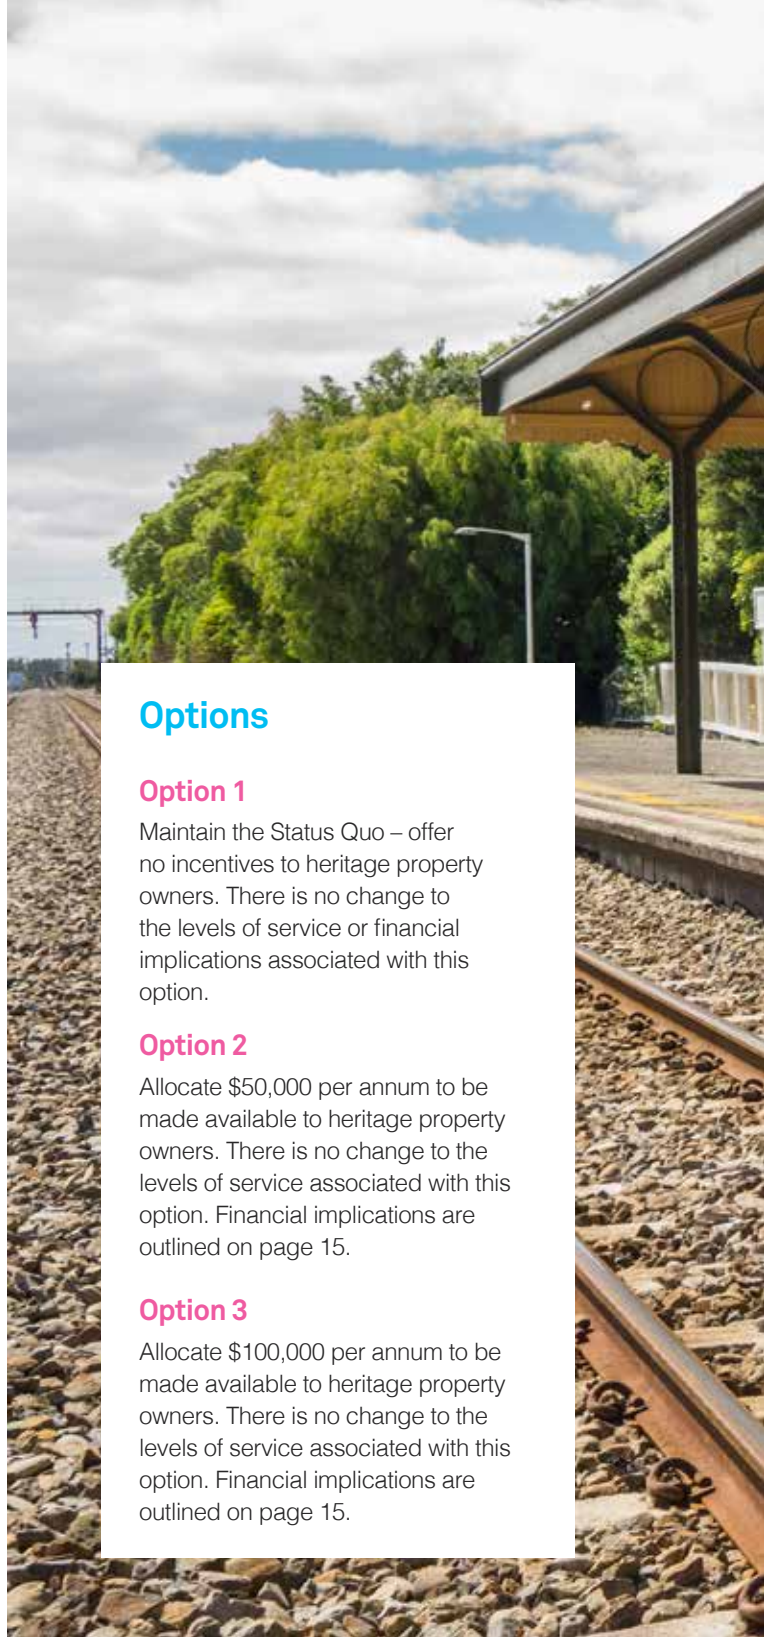 Options
Option 1
Maintain the Status Quo – offer
no incentives to heritage property
owners. There is no change to
the levels of service or financial
implications associated with this
option.
Option 2
Allocate $50,000 per annum to be
made available to heritage property
owners. There is no change to the
levels of service associated with this
option. Financial implications are
outlined on page 15.
Option 3
Allocate $100,000 per annum to be
made available to heritage property
owners. There is no change to the
levels of service associated with this
option. Financial implications are
outlined on page 15.